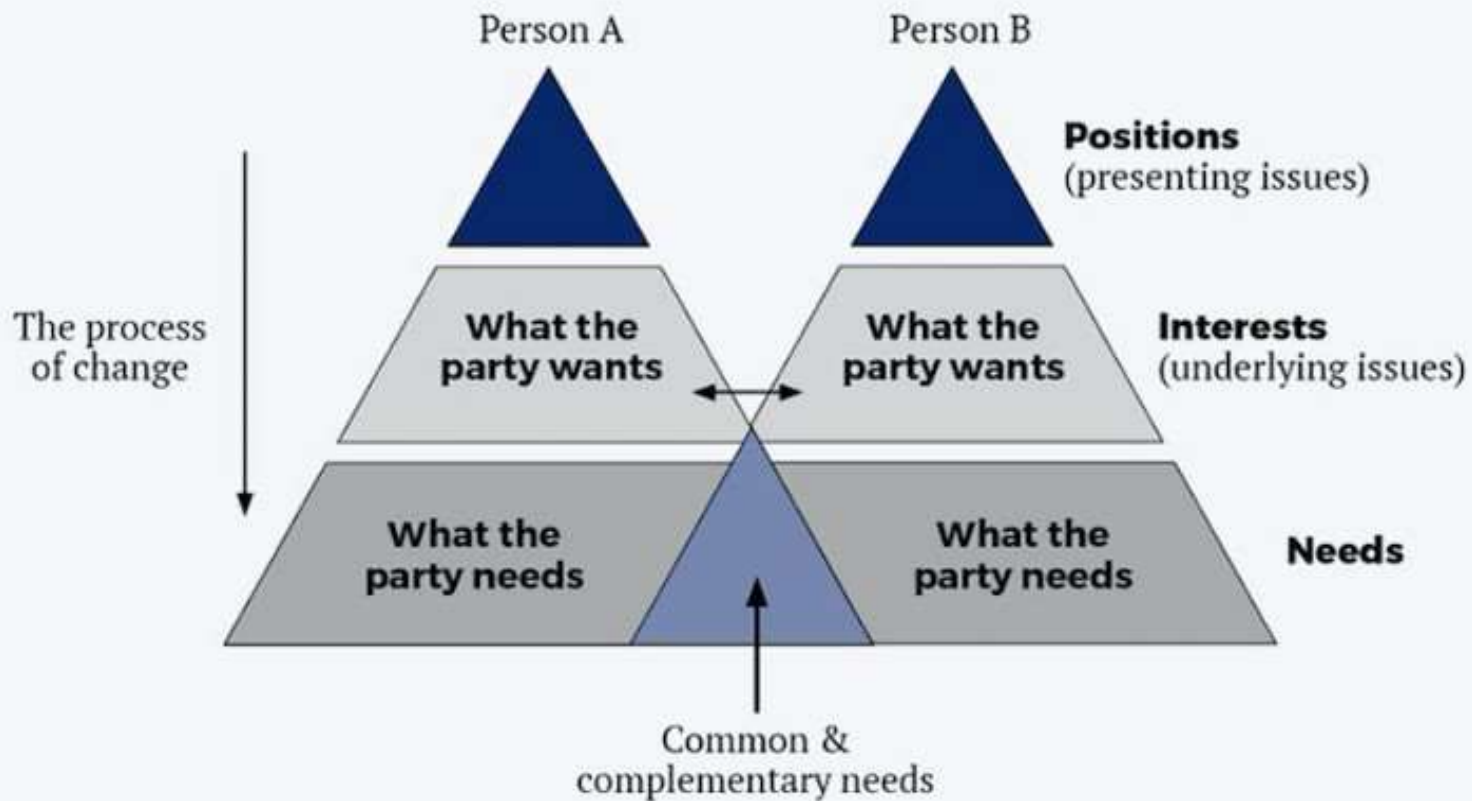 Person A
Person B
Positions
(presenting issues)
The process
of change
What the
party wants
What the
party wants
Interests
(underlying issues)
What the
party needs
What the
party needs
Needs
Common &
complementary needs